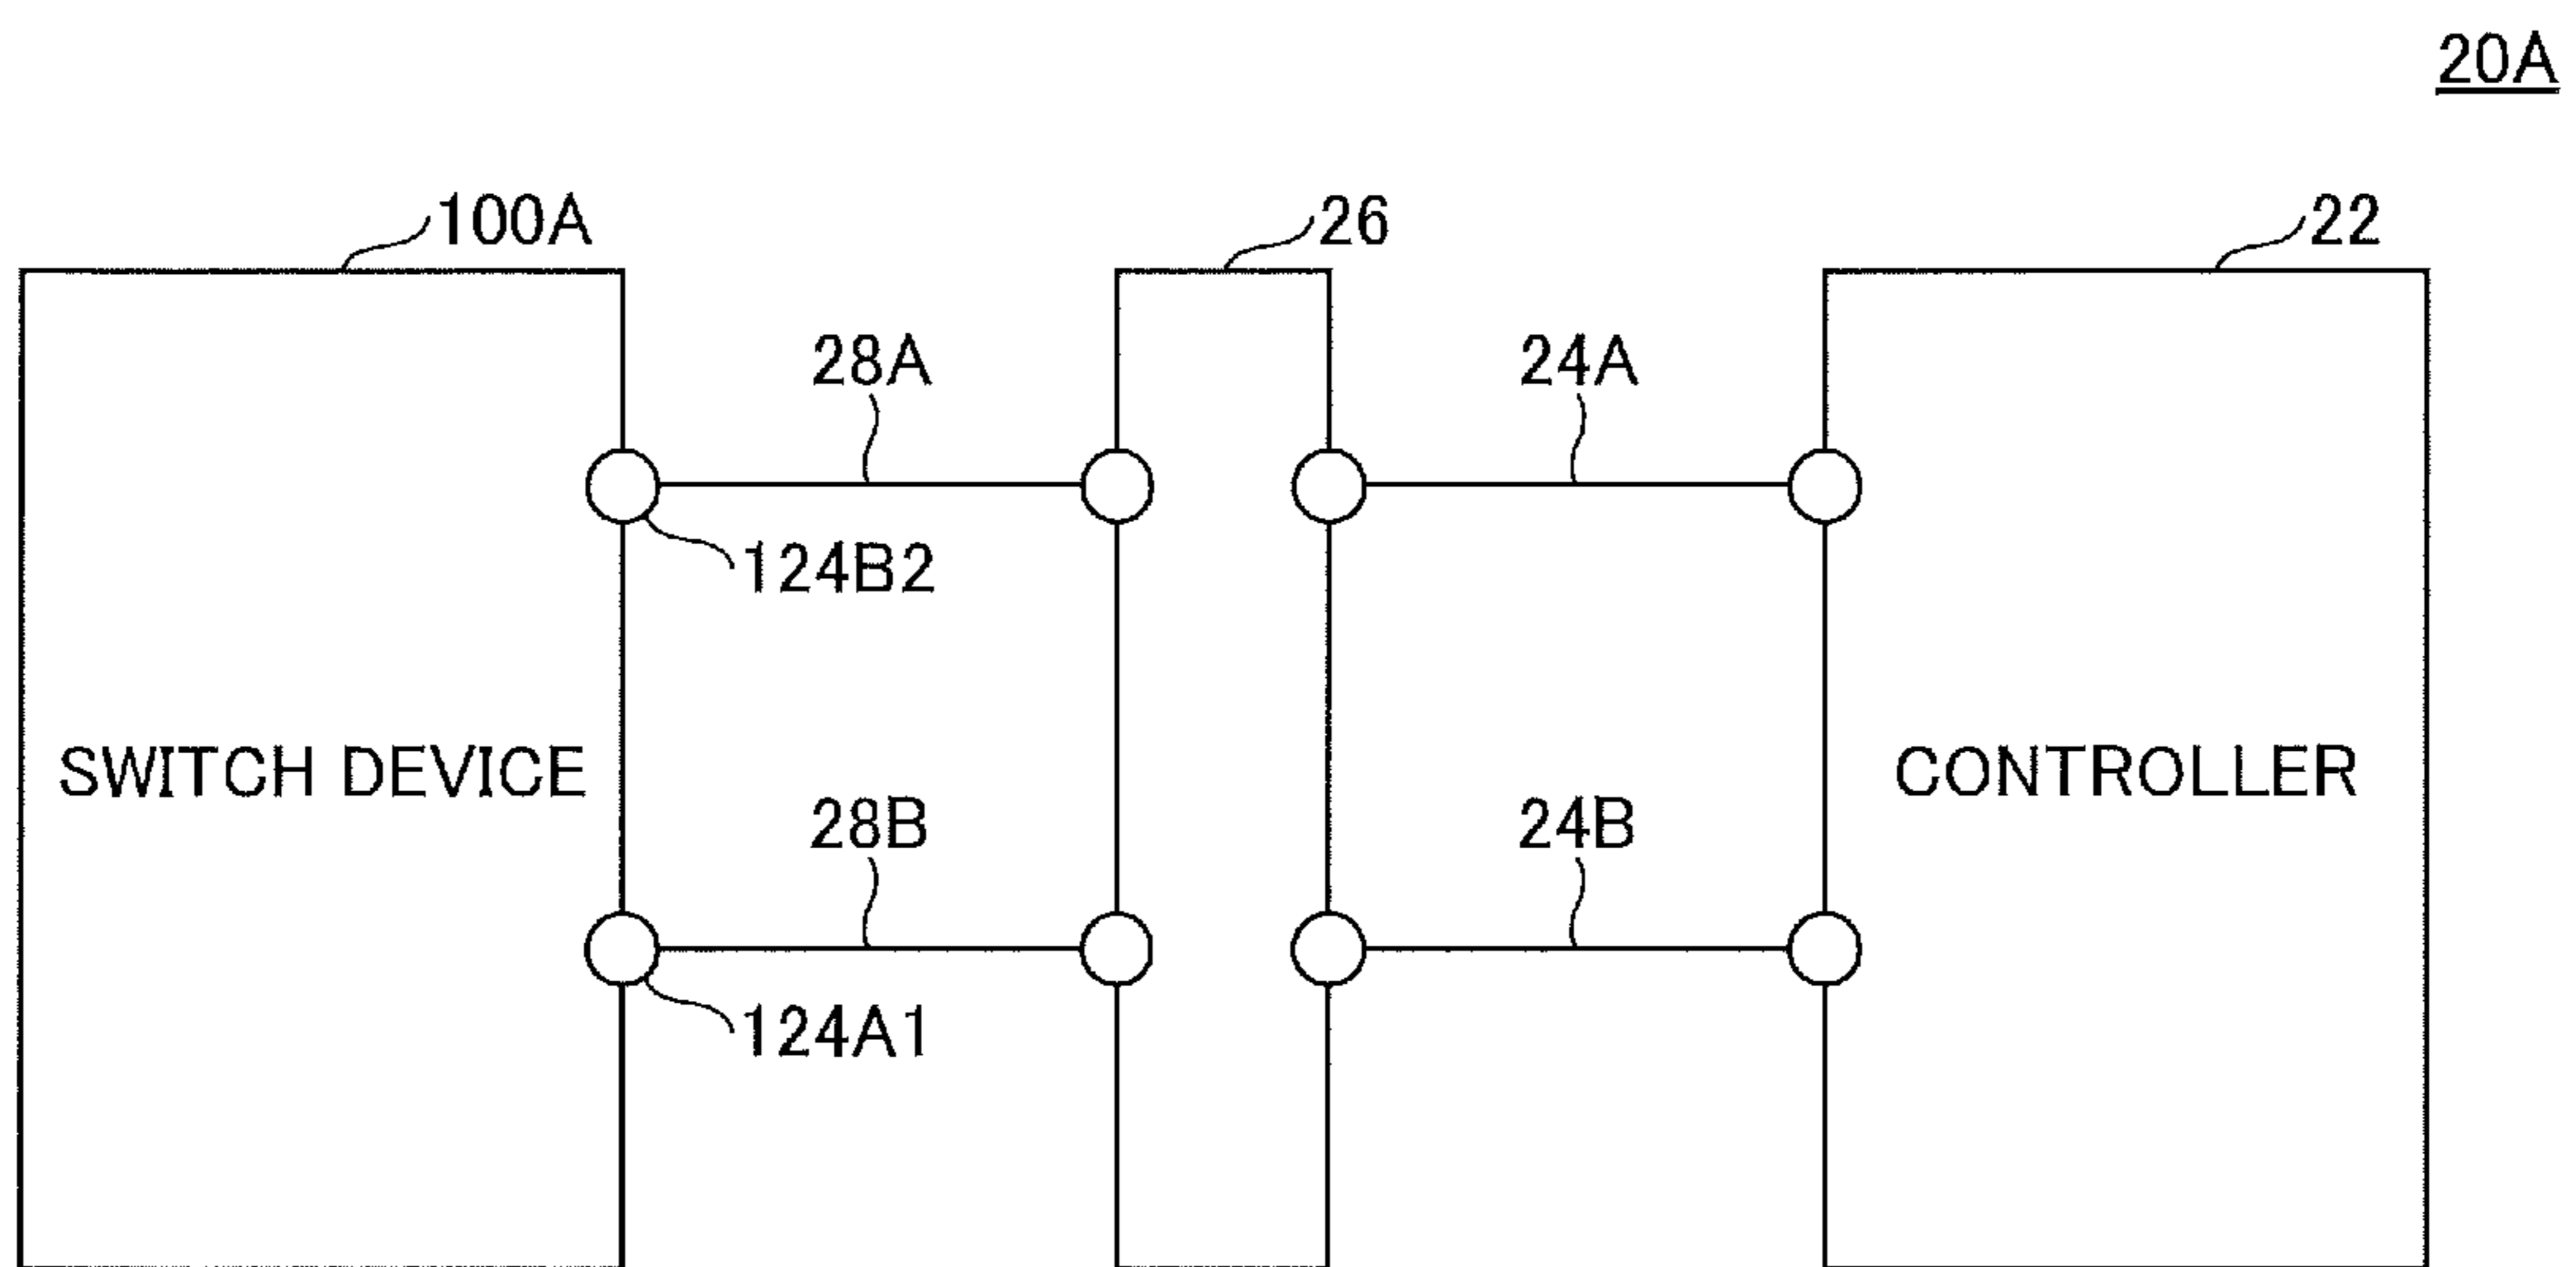 20A
100A
26
22
28A
24A
124B2
SWITCH DEVICE
CONTROLLER
28B
24B
124A1